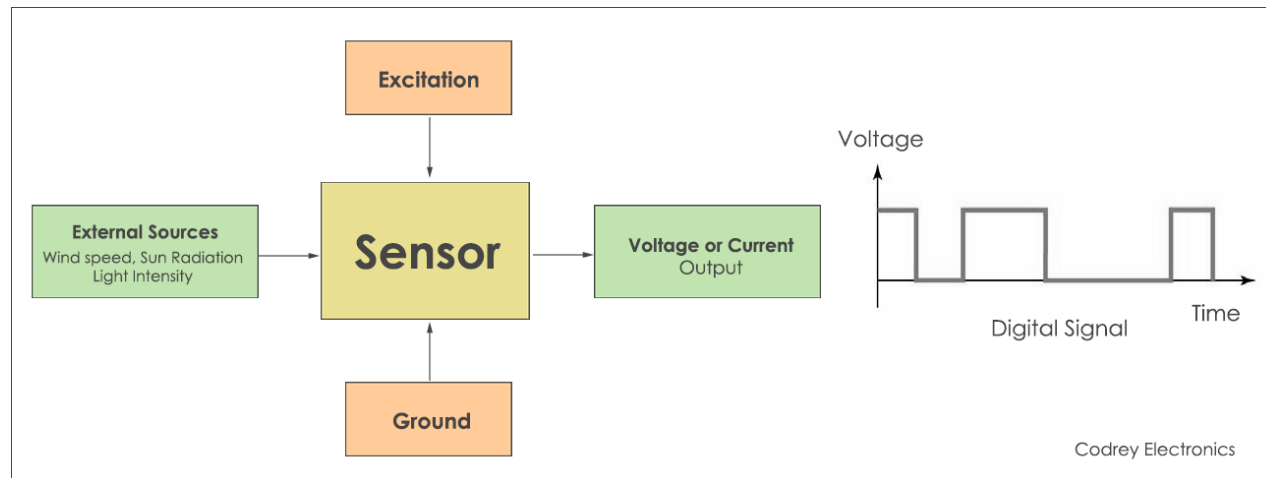 Excitation
External Sources
Wind speed, Sun Radiation
Light Intensity
Sensor
Voltage or Current
Output
Ground
Voltage
Time
Digital Signal
Codrey Electronics